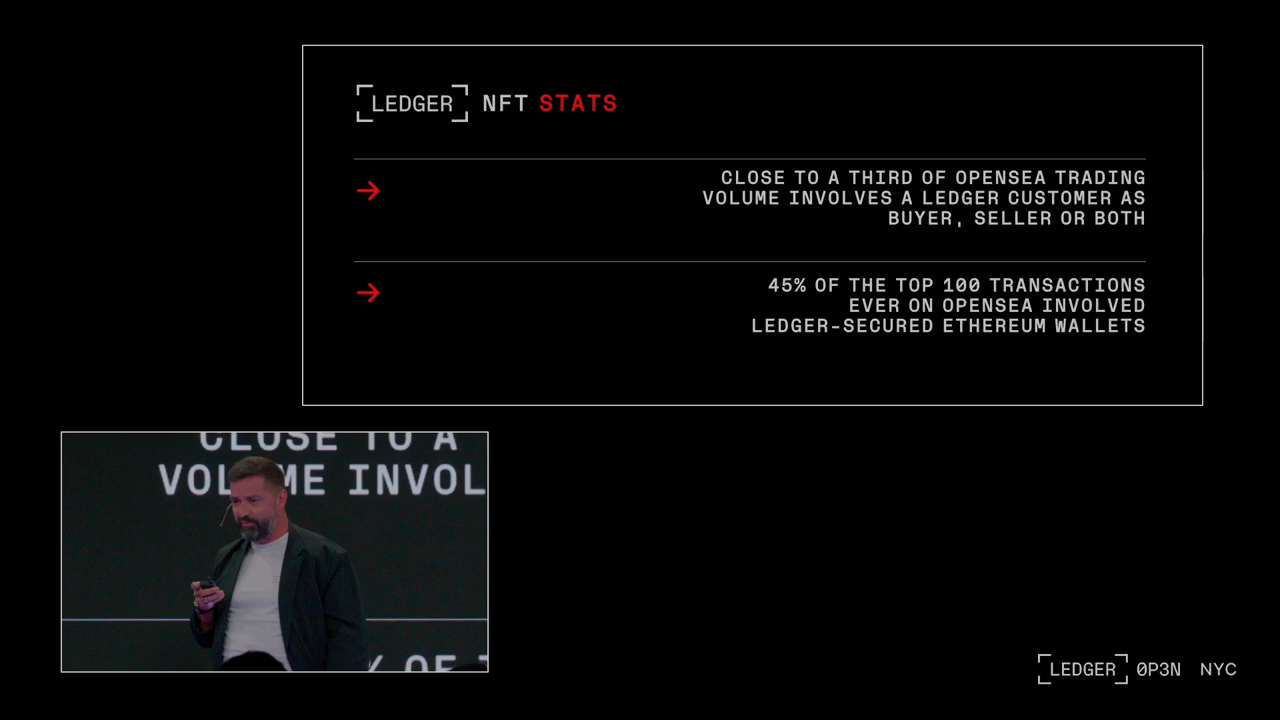 LEDGER NFT STATS
CLOSE TO A THIRD OF OPENSEA TRADING
VOLUME INVOLVES A LEDGER CUSTOMER AS
BUYER, SELLER OR BOTH
45% OF THE TOP 100 TRANSACTIONS
EVER ON OPENSEA INVOLVED
LEDGER-SECURED ETHEREUM WALLETS
CLOSE TO A
INVOL
Y OF
LEDGER 0P3N NYC